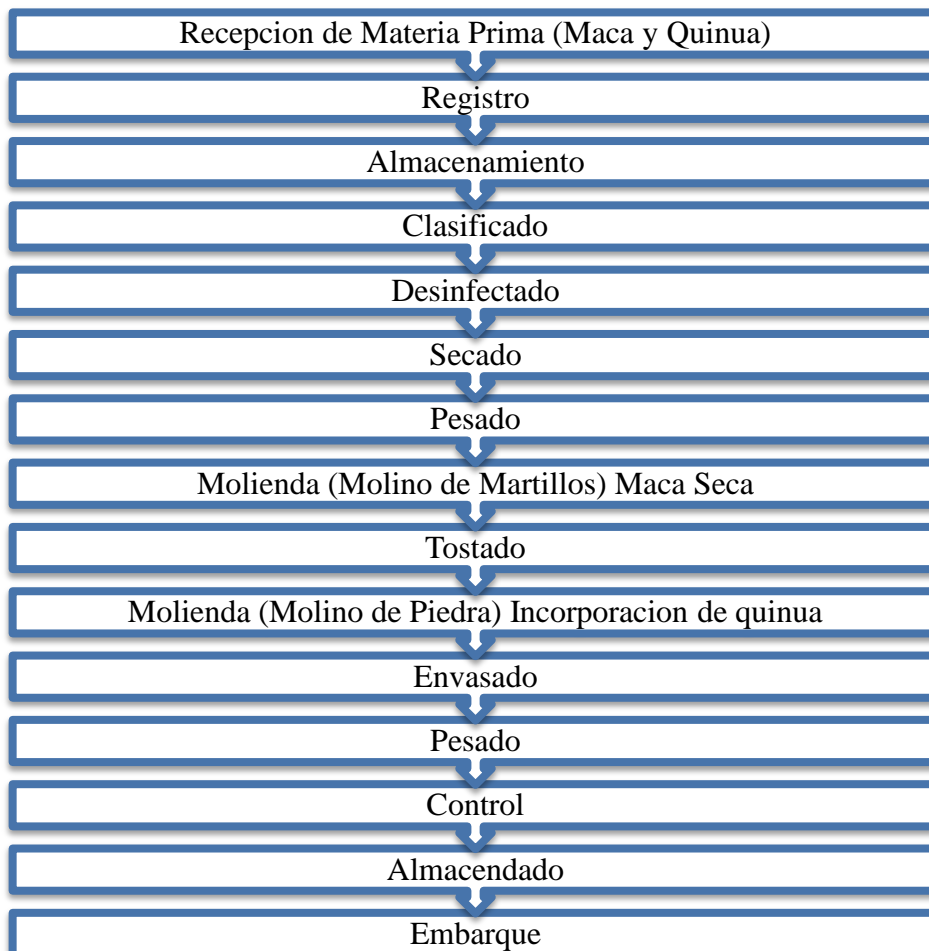 Recepcion de Materia Prima (Maca y Quinua)
Registro
Almacenamiento
Clasificado
Desinfectado
Secado
Pesado
Molienda (Molino de Martillos) Maca Seca
Tostado
Molienda (Molino de Piedra) Incorporacion de quinua
Envasado
Pesado
Control
Almacendado
Embarque